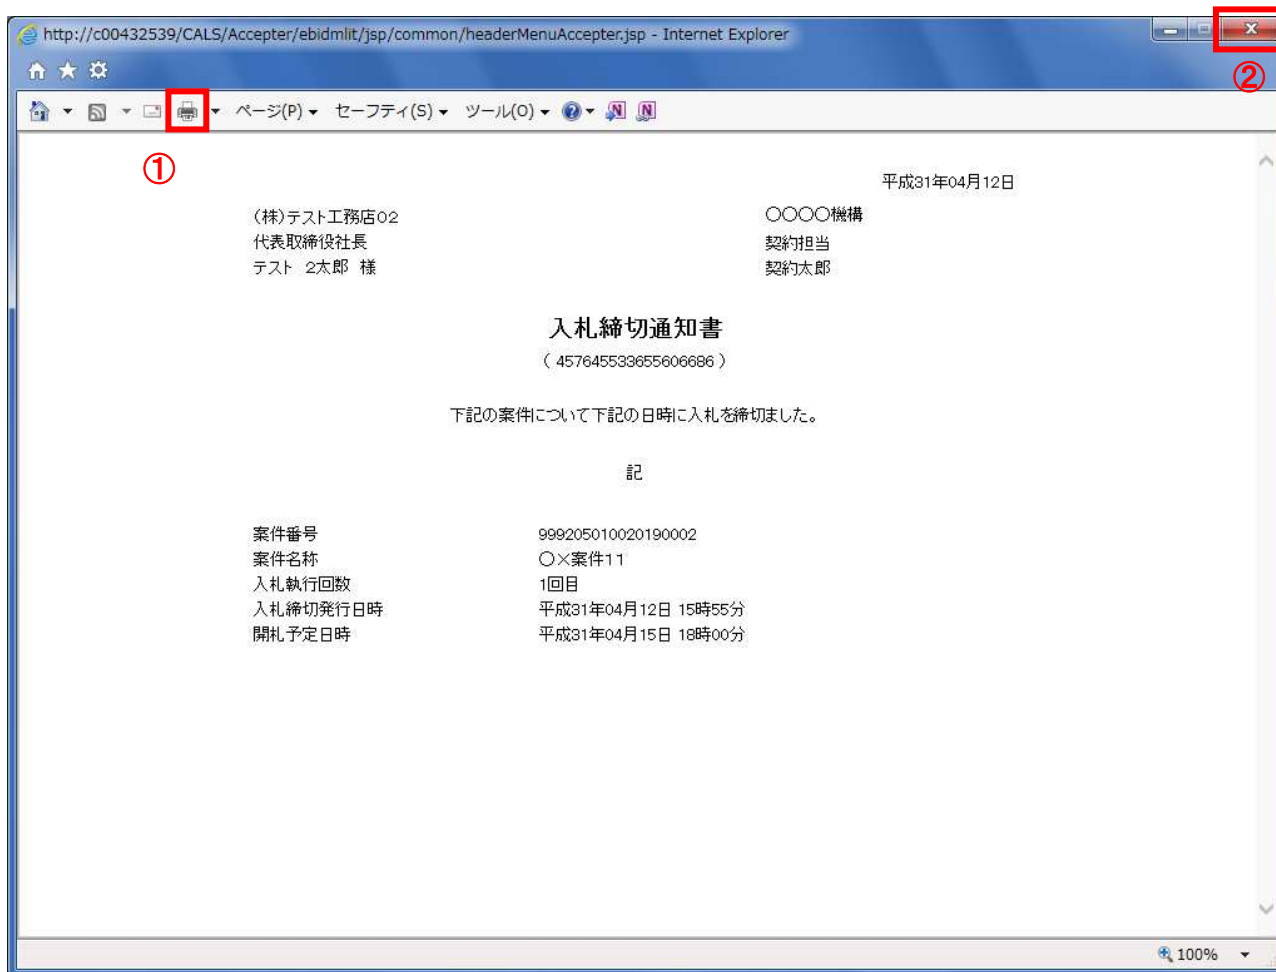 http://c00432539/CALS/Accepter/ebidmlit/jsp/common/headerMenuAccepter.jsp - Internet Explorer
②
ページ(P) セーフティ(S) ツール(O)
①
平成31年04月12日
(株)テスト工務店02
〇〇〇〇機構
代表取締役社長
契約担当
テスト 2太郎 様
契約太郎
入札締切通知書
( 457645533655606686 )
下記の案件について下記の日時に入札を締切ました。
記
案件番号 999205010020190002
案件名称 〇×案件11
入札執行回数 1回目
入札締切発行日時 平成31年04月12日 15時55分
開札予定日時 平成31年04月15日 18時00分
100%